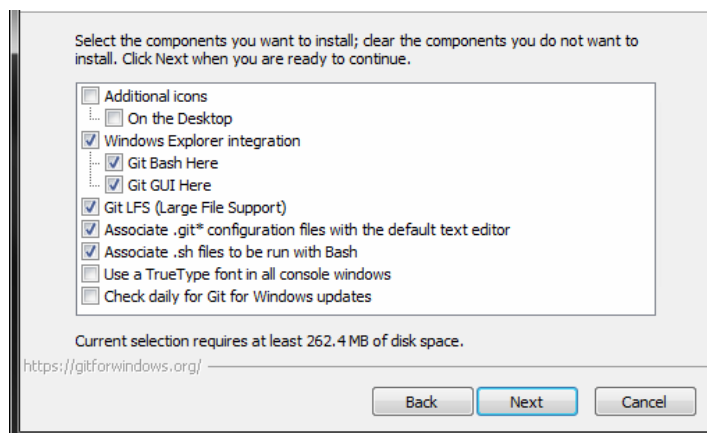 Select the components you want to install; clear the components you do not want to
install. Click Next when you are ready to continue.
Additional icons
On the Desktop
Windows Explorer integration
Git Bash Here
Git GUI Here
Git LFS (Large File Support)
Associate .git* configuration files with the default text editor
Associate .sh files to be run with Bash
Use a TrueType font in all console windows
Check daily for Git for Windows updates
Current selection requires at least 262.4 MB of disk space.
https://gitforwindows.org/
Back Next Cancel